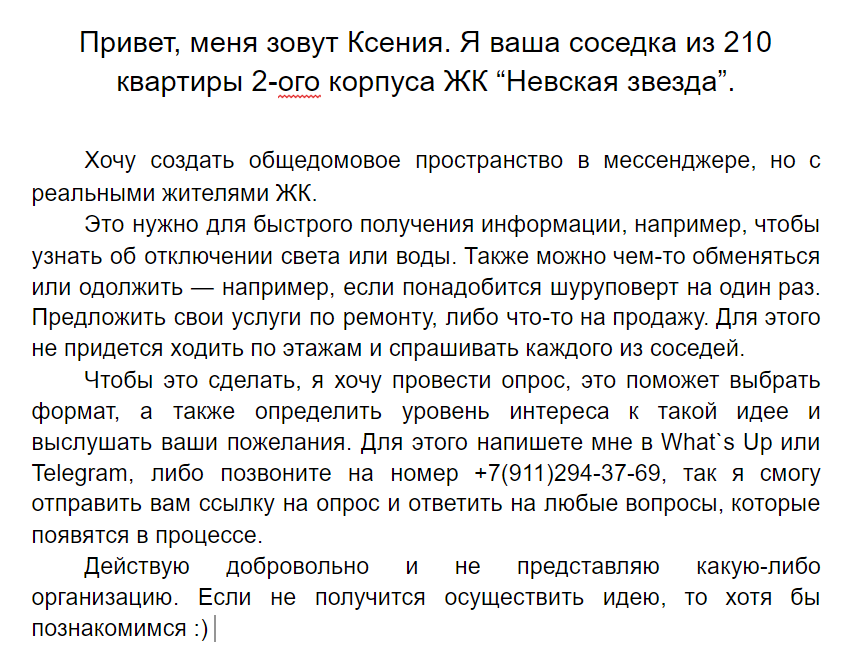 Привет, меня зовут Ксения. Я ваша соседка из 210
квартиры 2-ого корпуса ЖК “Невская звезда”.
Хочу создать общедомовое пространство в мессенджере, но с
реальными жителями ЖК.
Это нужно для быстрого получения информации, например, чтобы
узнать об отключении света или воды. Также можно чем-то обменяться
или одолжить — например, если понадобится шуруповерт на один раз.
Предложить свои услуги по ремонту, либо что-то на продажу. Для этого
не придется ходить по этажам и спрашивать каждого из соседей.
Чтобы это сделать, я хочу провести опрос, это поможет выбрать
формат, а также определить уровень интереса к такой идее и
выслушать ваши пожелания. Для этого напишете мне в What`s Up или
Telegram, либо позвоните на номер +7(911)294-37-69, так я смогу
отправить вам ссылку на опрос и ответить на любые вопросы, которые
появятся в процессе.
Действую добровольно и не представляю какую-либо
организацию. Если не получится осуществить идею, то хотя бы
познакомимся :)